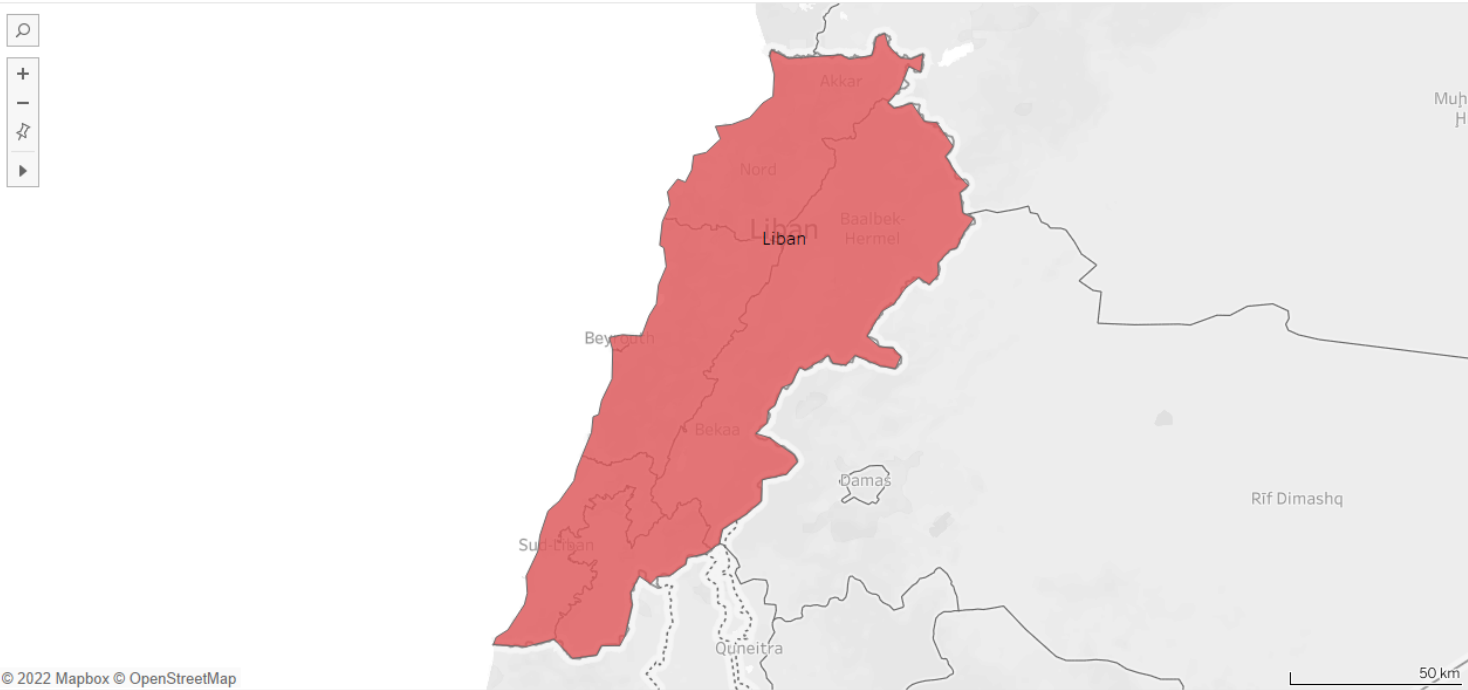 Akkar
Muḩ
Ḩ
Nord
Liban
Baalbek-
Hermel
Liban
Beyrouth
Bekaa
Damas
Rīf Dimashq
Sud-Liban
Quneitra
50 km
© 2022 Mapbox © OpenStreetMap